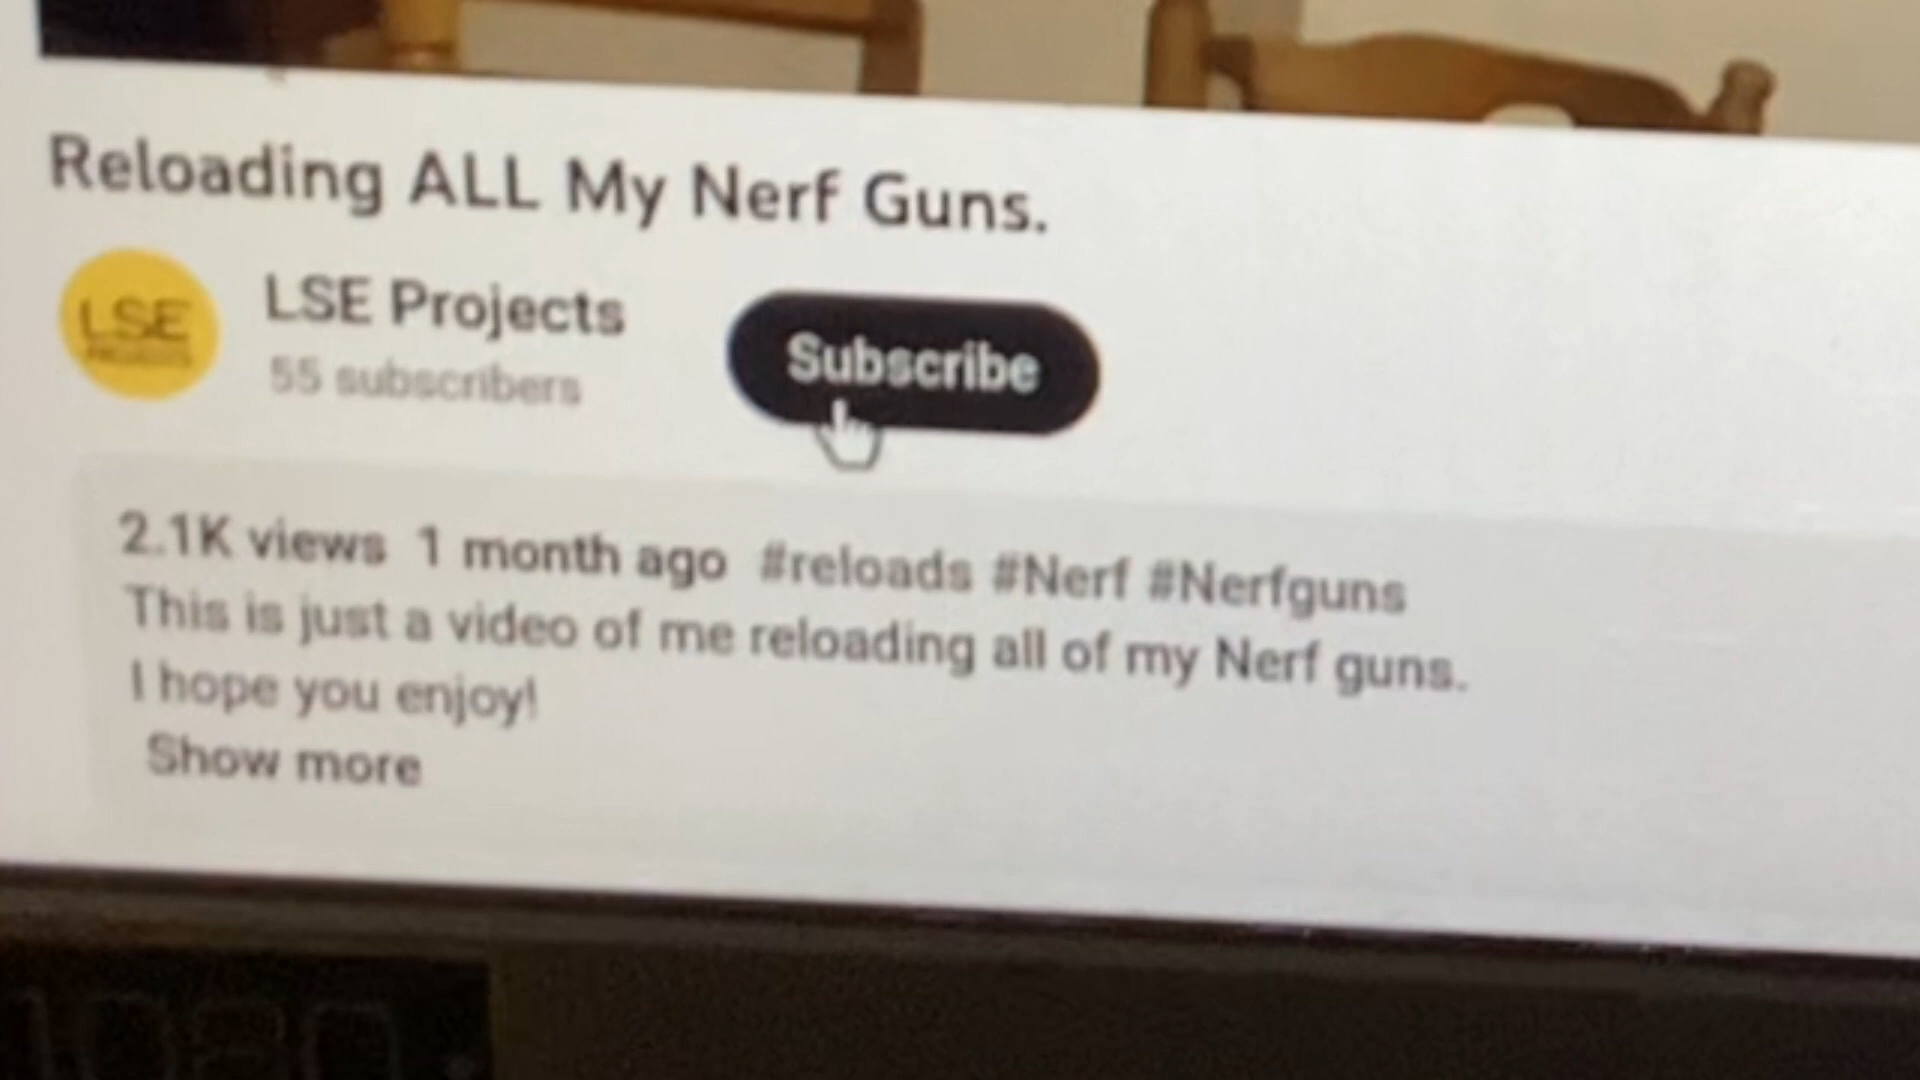 Reloading ALL My Nerf Guns.
LSE
PROJECTS
LSE Projects
55 subscribers
Subscribe
2.1K views 1 month ago #reloads #Nerf #Nerfguns
This is just a video of me reloading all of my Nerf guns.
I hope you enjoy!
Show more